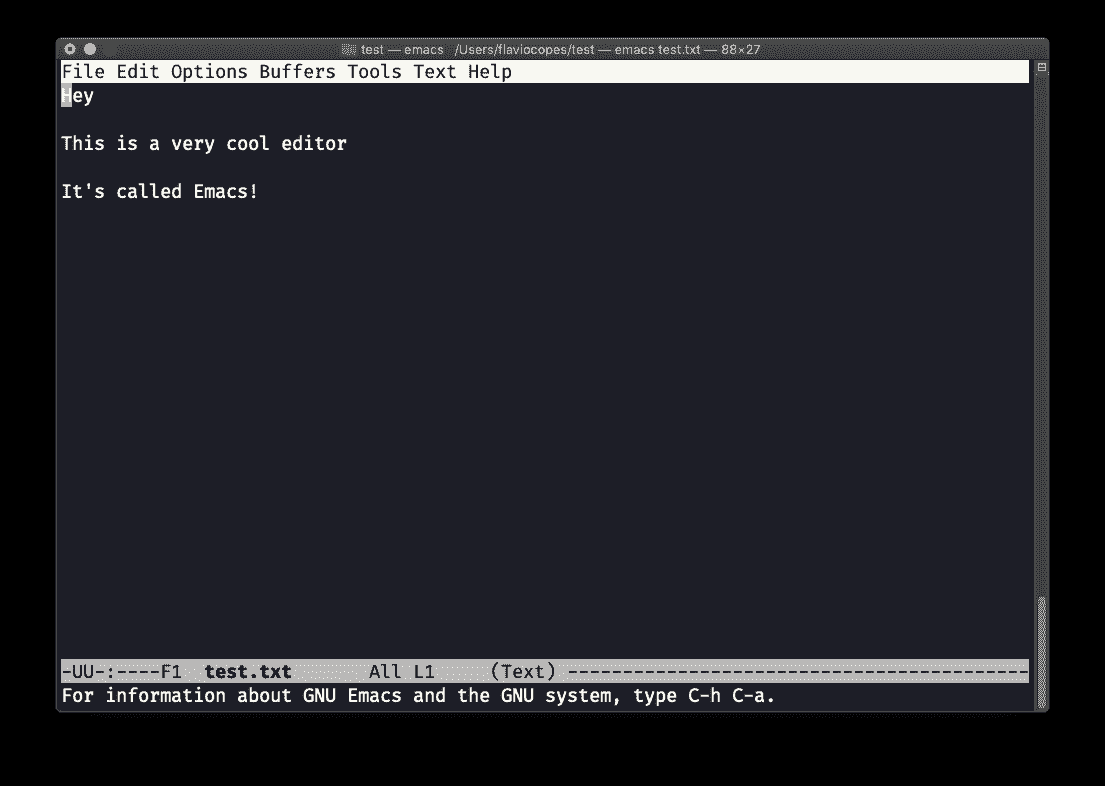 test — emacs /Users/flaviocopes/test — emacs test.txt — 88×27
File Edit Options Buffers Tools Text Help
Hey
This is a very cool editor
It's called Emacs!
-UU-:----F1 test.txt All L1 (Text) ------------------------------------------
For information about GNU Emacs and the GNU system, type C-h C-a.